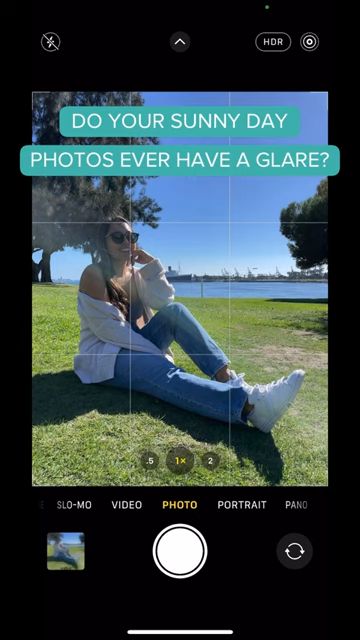 HDR
DO YOUR SUNNY DAY
PHOTOS EVER HAVE A GLARE?
.5 1× 2
SLO-MO VIDEO PHOTO PORTRAIT PANO